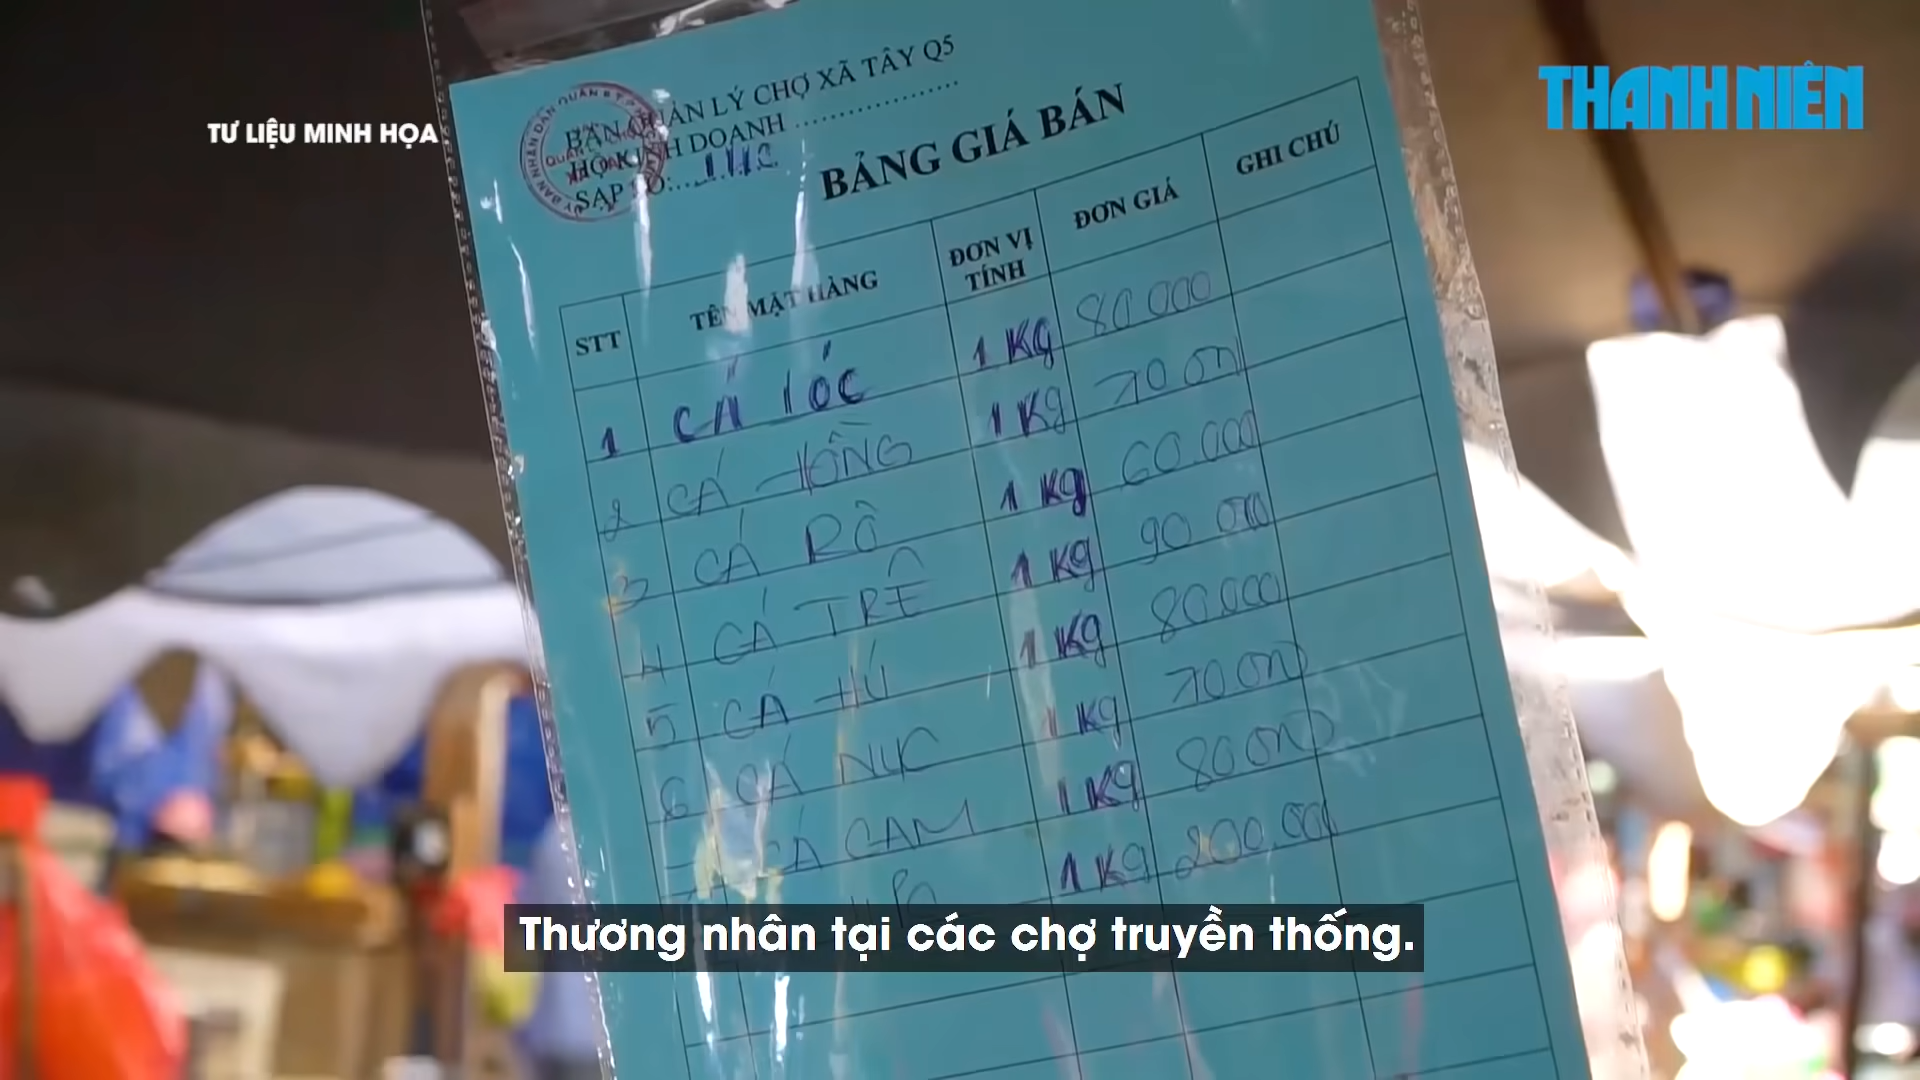 THANH NIÊN
TƯ LIỆU MINH HỌA
BAN QUẢN LÝ CHỢ XÃ TÂY Q5
HỘ KINH DOANH ....................
SẠP SỐ:
BẢNG GIÁ BÁN
STT TÊN MẶT HÀNG ĐƠN VỊ TÍNH ĐƠN GIÁ GHI CHÚ
1 CÁ lóc 1 Kg 80 000
2 CÁ HỒNG 1 Kg 70 000
3 CÁ RÔ 1 Kg 60.000
4 CÁ TRÊ 1 Kg 90 000
5 CÁ HÚ 1 Kg 80.000
6 CÁ NỤC 1 Kg 70 000
7 CÁ CAM 1 Kg 80 000
1 Kg 200.000
Thương nhân tại các chợ truyền thống.